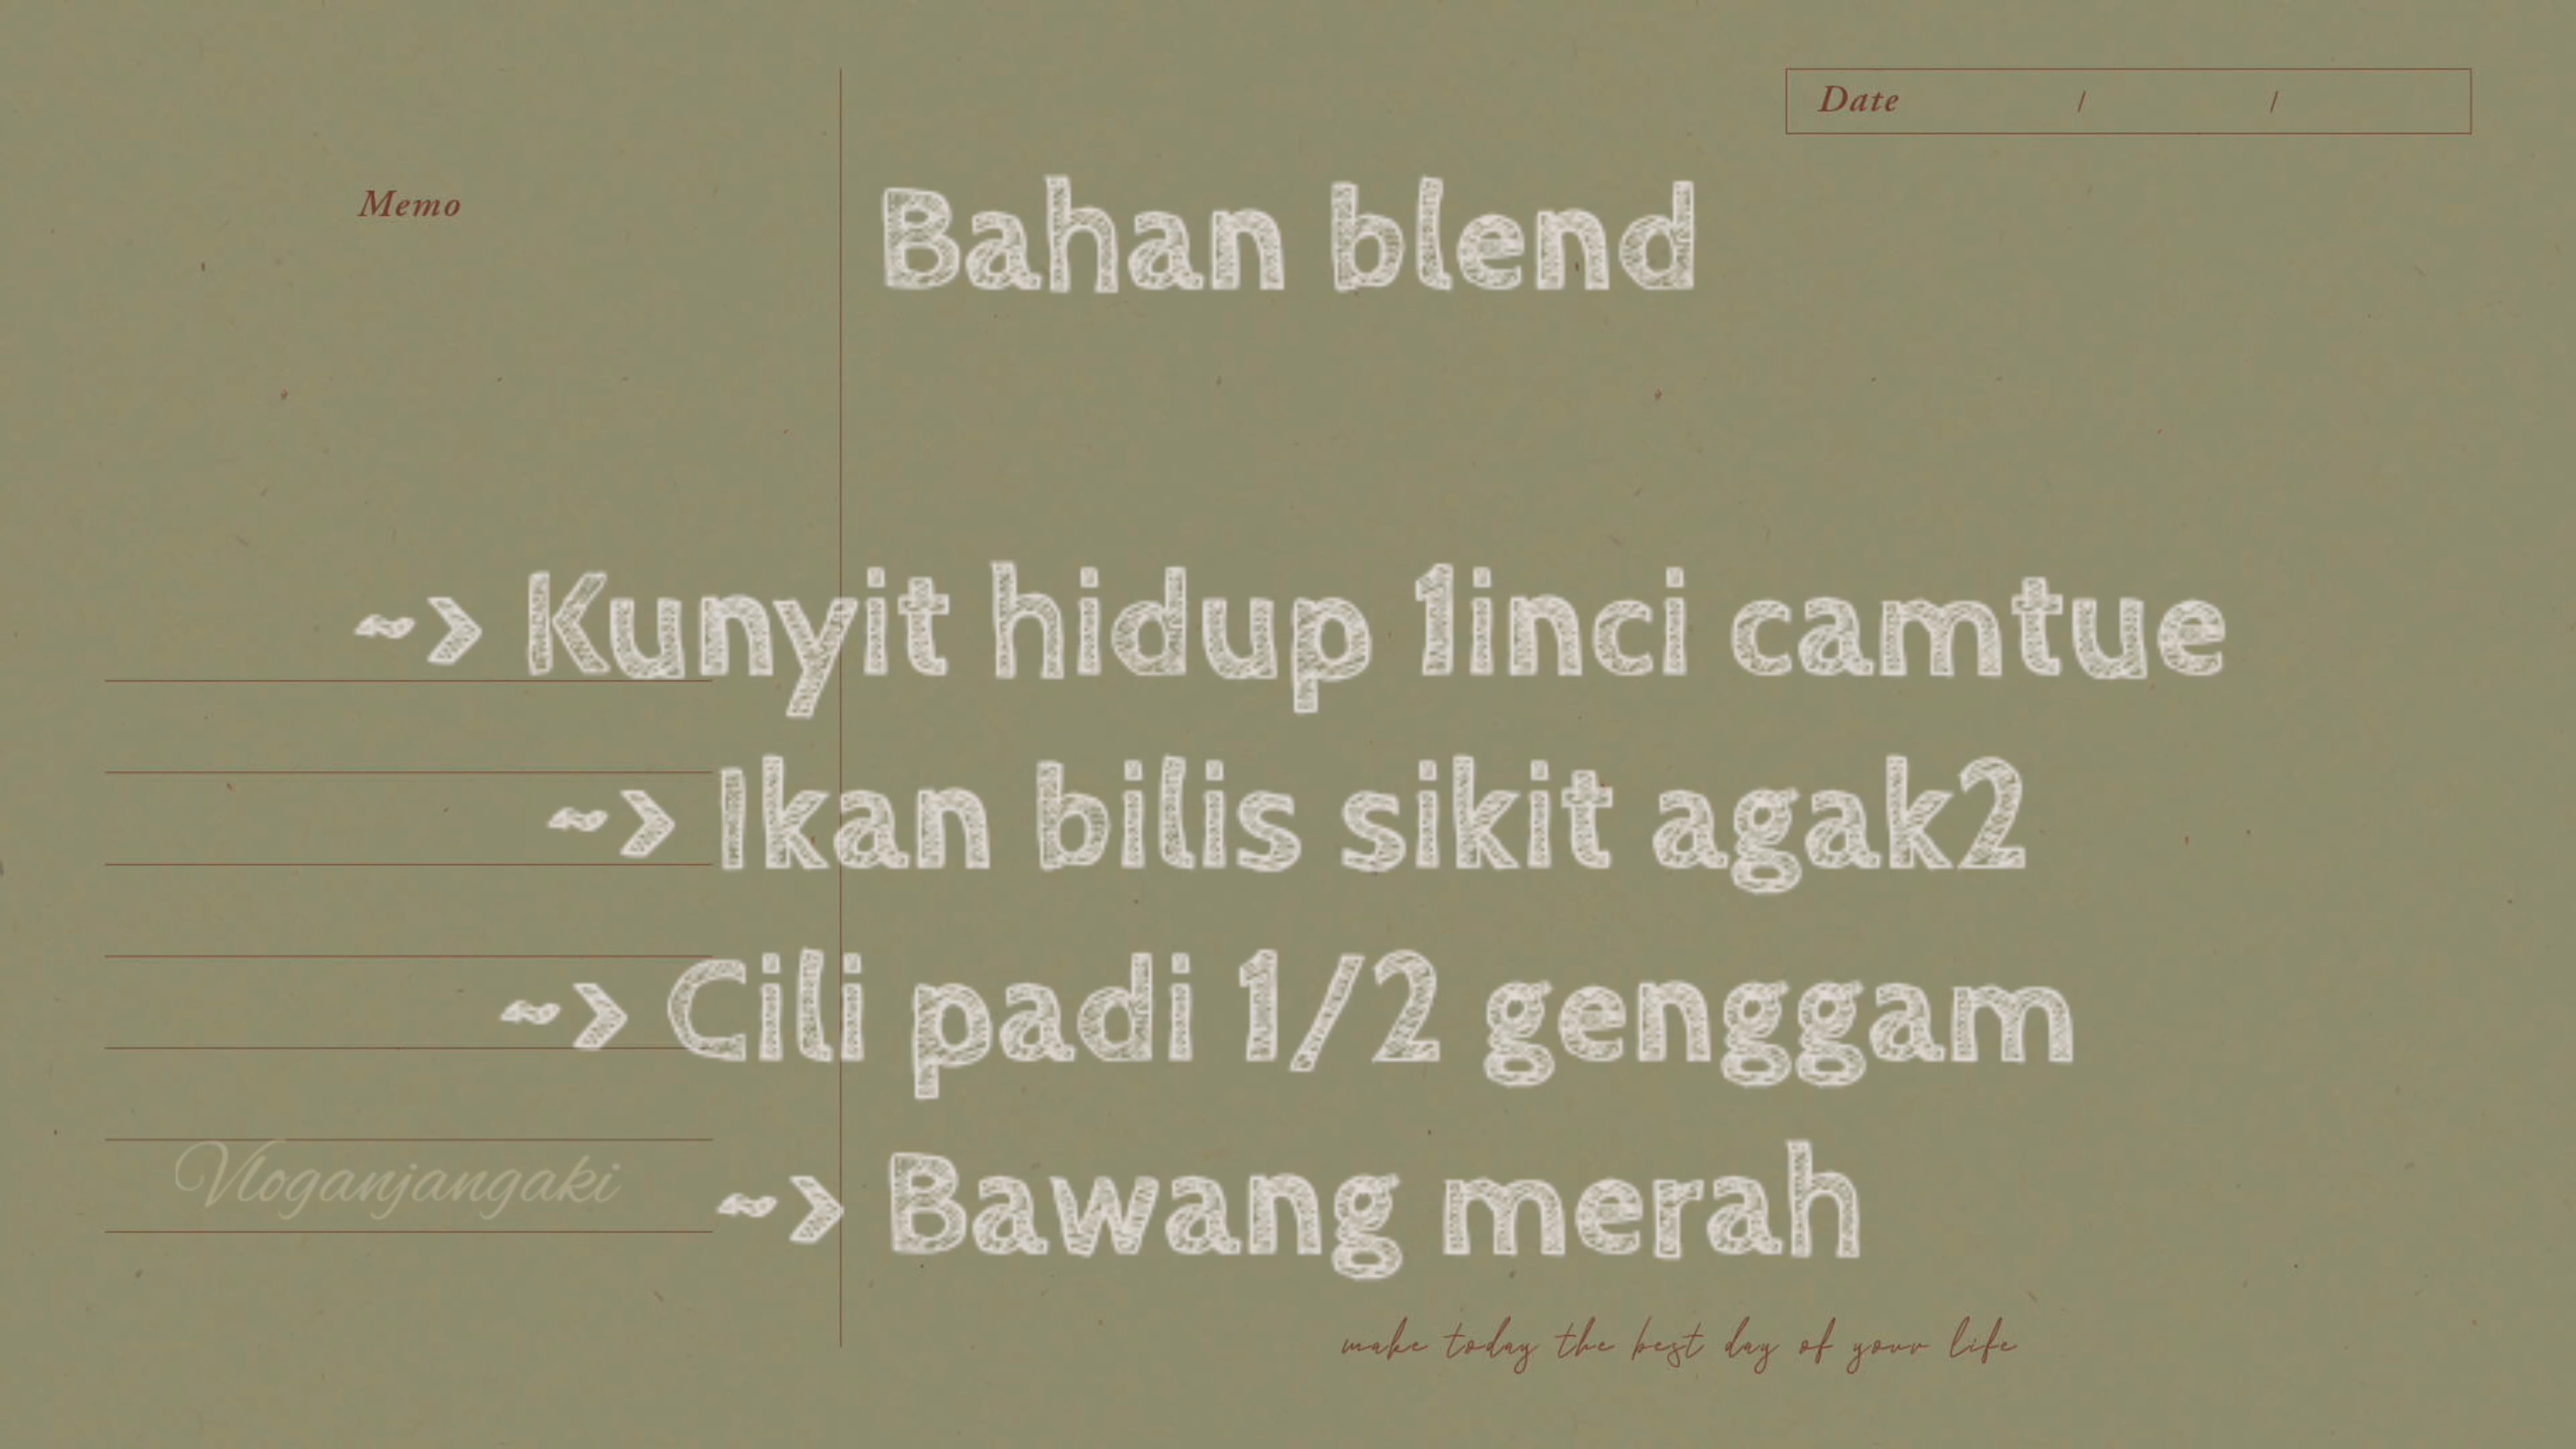 Date / /
Memo
Bahan blend
~> Kunyit hidup 1inci camtue
~> Ikan bilis sikit agak2
~> Cili padi 1/2 genggam
~> Bawang merah
Vloganjangaki
make today the best day of your life